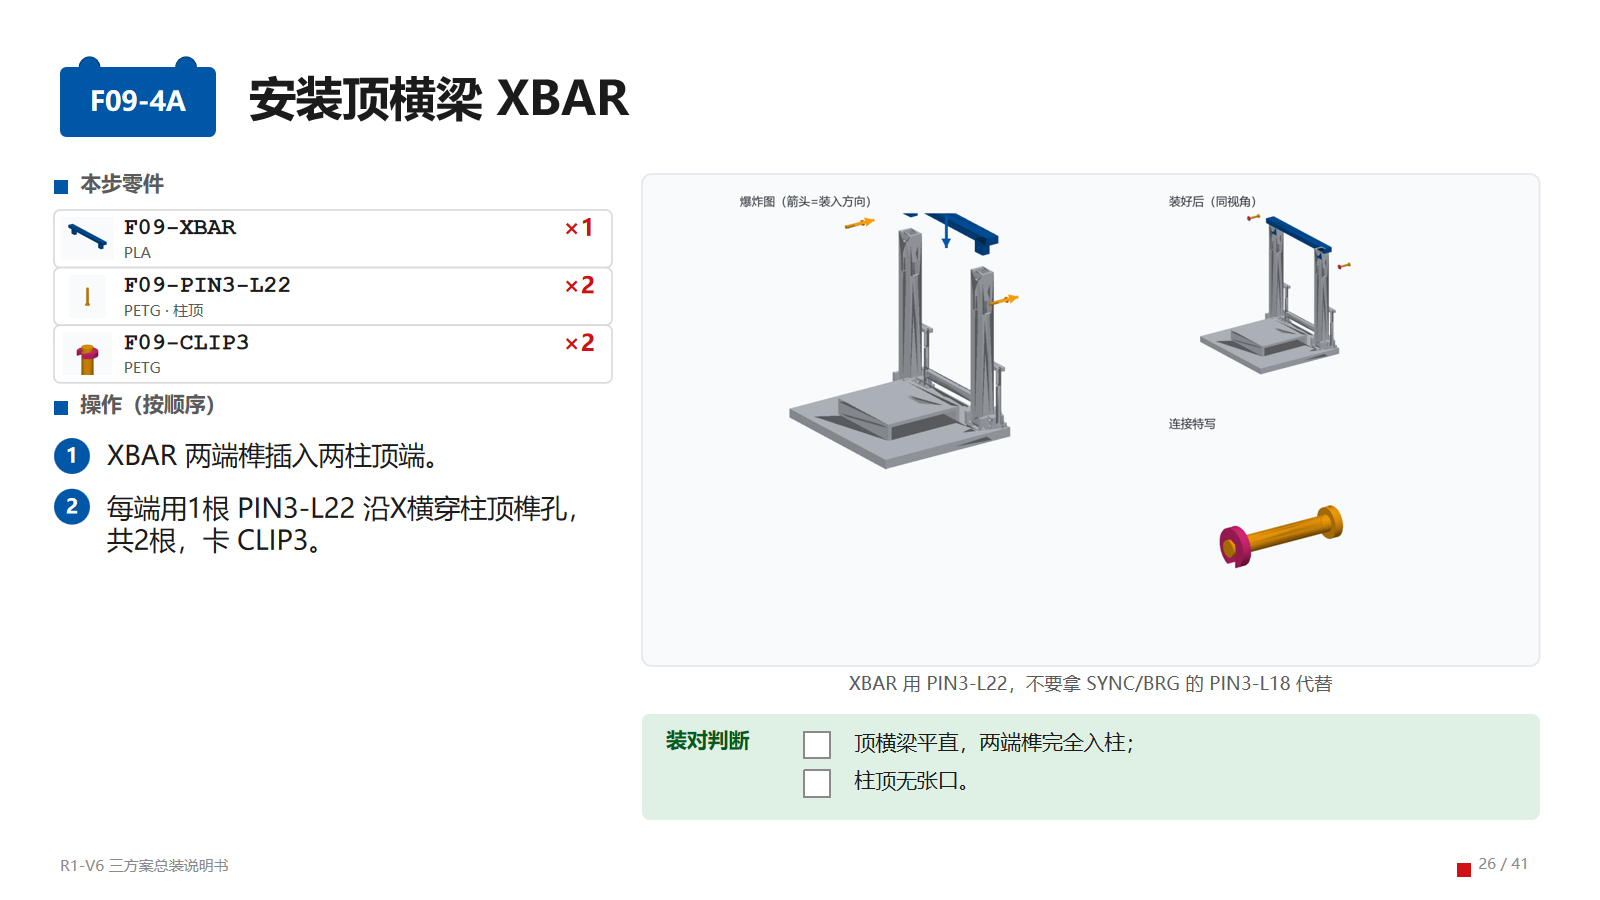 F09-4A
安装顶横梁 XBAR
本步零件
F09-XBAR
×1
PLA
F09-PIN3-L22
×2
PETG · 柱顶
F09-CLIP3
×2
PETG
操作（按顺序）
1 XBAR 两端榫插入两柱顶端。
2 每端用1根 PIN3-L22 沿X横穿柱顶榫孔，
共2根，卡 CLIP3。
爆炸图（箭头=装入方向）
装好后（同视角）
连接特写
XBAR 用 PIN3-L22，不要拿 SYNC/BRG 的 PIN3-L18 代替
装对判断
顶横梁平直，两端榫完全入柱；
柱顶无张口。
R1-V6 三方案总装说明书
26 / 41